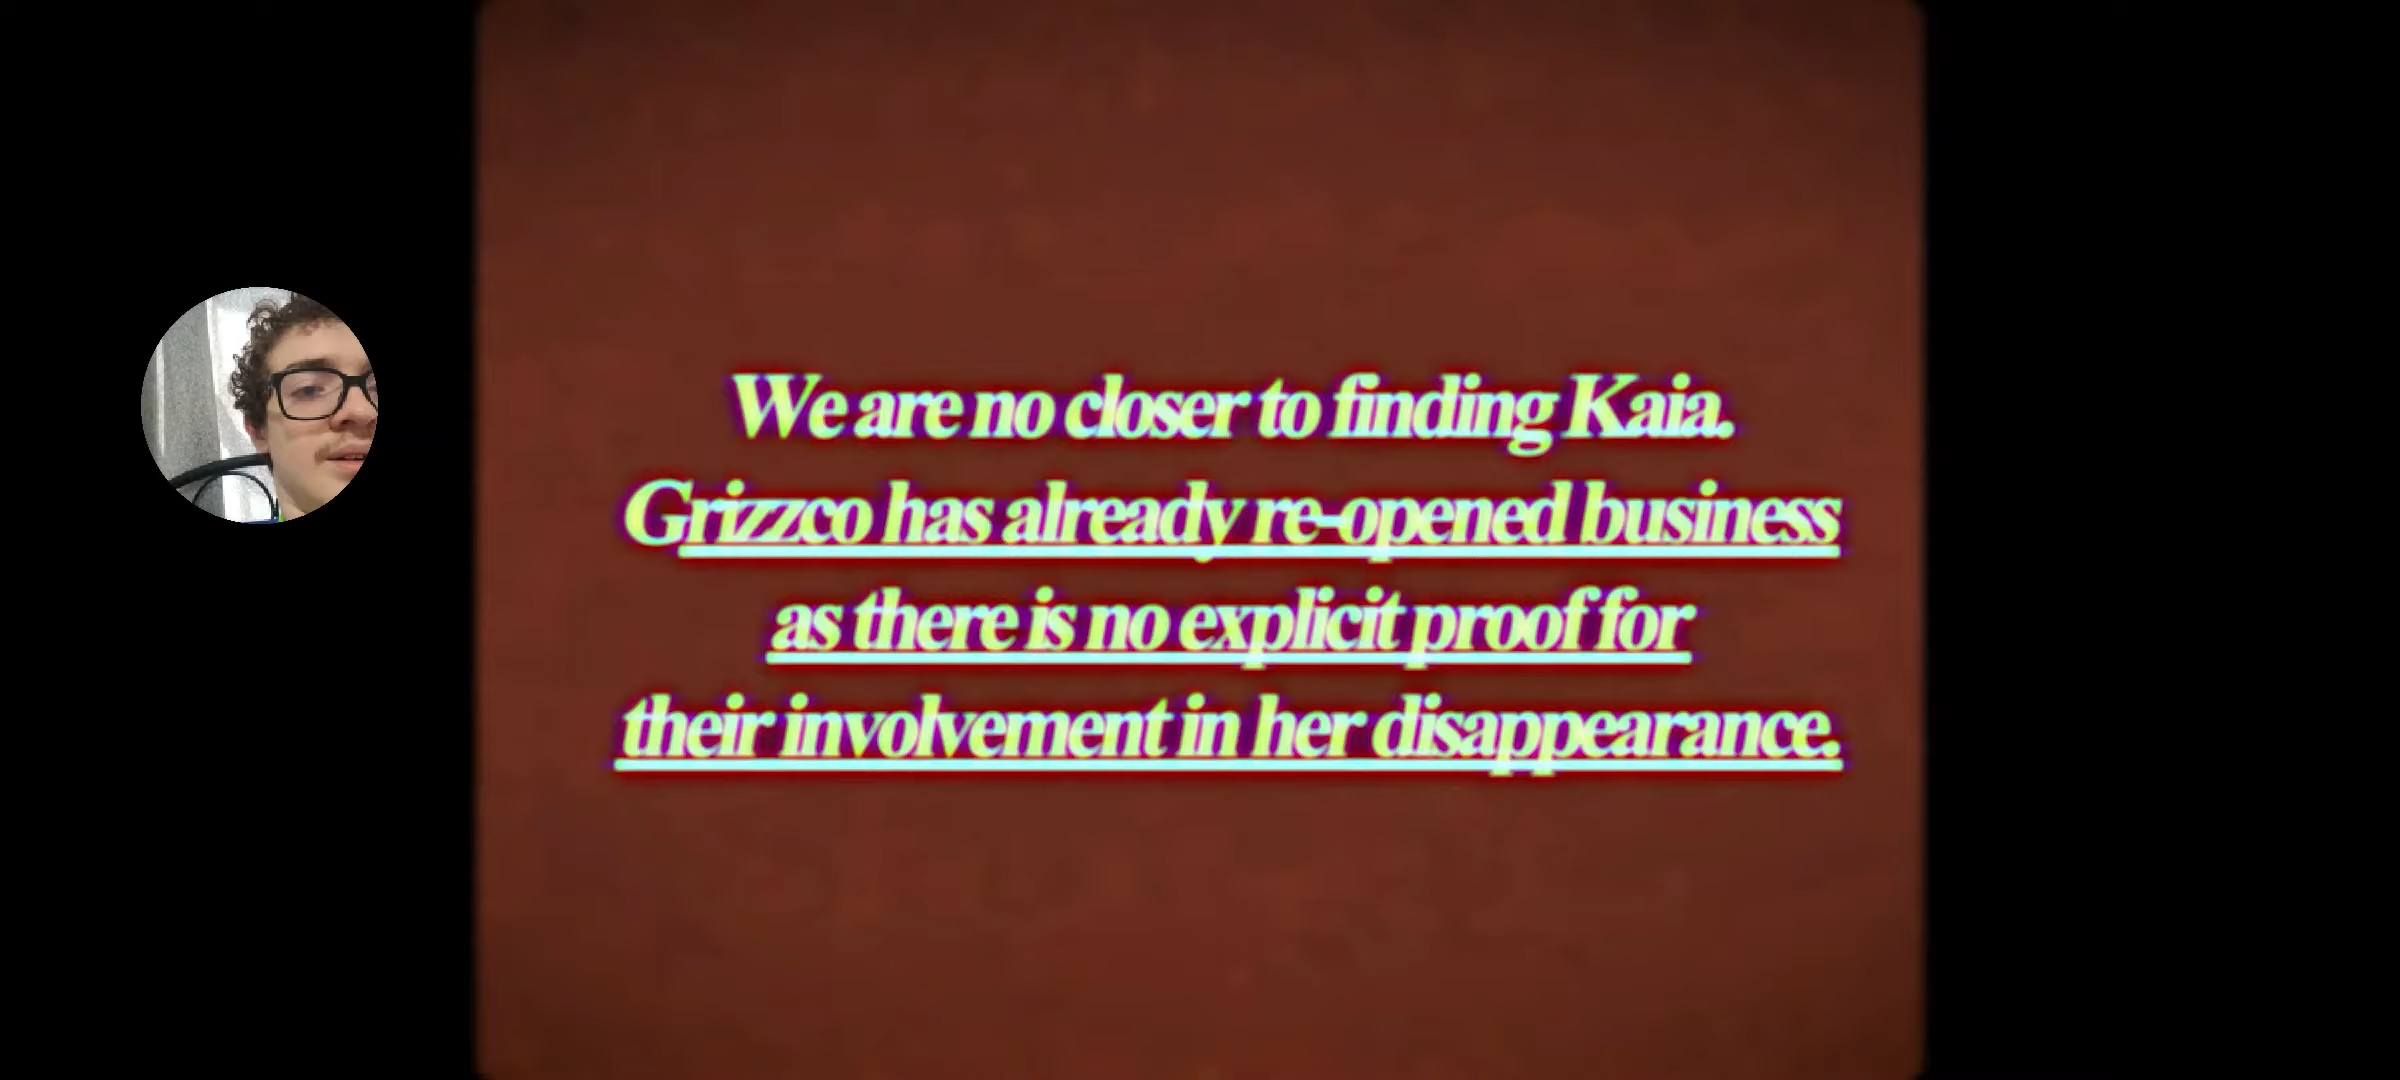 We are no closer to finding Kaia.
Grizzco has already re-opened business
as there is no explicit proof for
their involvement in her disappearance.